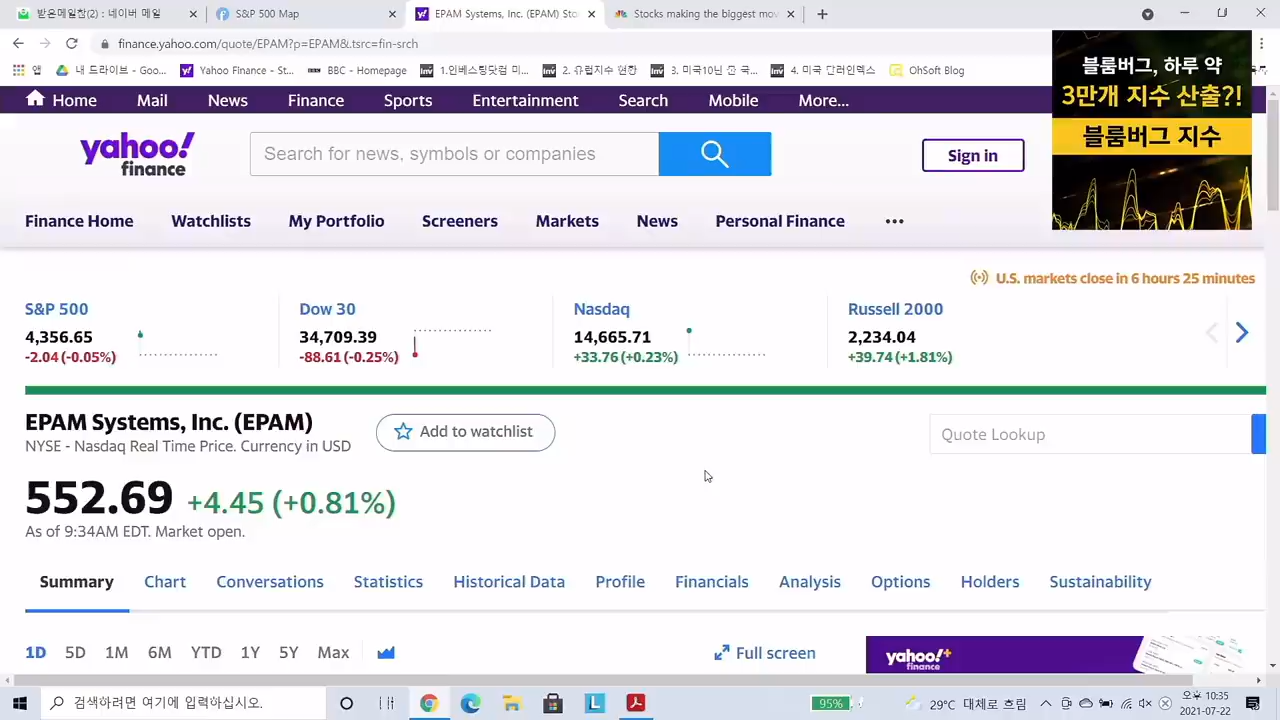 받은메일함(2) : 네이버 메일
S&P 500 Map
EPAM Systems, Inc. (EPAM) Sto
Stocks making the biggest mov
finance.yahoo.com/quote/EPAM?p=EPAM&.tsrc=fin-srch
앱
내 드라이브 - Goo...
Yahoo Finance - St...
BBC - Homepage
1.인베스트닷컴 미...
2. 유럽지수 현황
3. 미국10년 만 국...
4. 미국 달러인엑스
OhSoft Blog
블룸버그, 하루 약
3만개 지수 산출?!
블룸버그 지수
Home
Mail
News
Finance
Sports
Entertainment
Search
Mobile
More...
yahoo!
finance
Search for news, symbols or companies
Sign in
Finance Home
Watchlists
My Portfolio
Screeners
Markets
News
Personal Finance
U.S. markets close in 6 hours 25 minutes
S&P 500
4,356.65
-2.04 (-0.05%)
Dow 30
34,709.39
-88.61 (-0.25%)
Nasdaq
14,665.71
+33.76 (+0.23%)
Russell 2000
2,234.04
+39.74 (+1.81%)
EPAM Systems, Inc. (EPAM)
NYSE - Nasdaq Real Time Price. Currency in USD
Add to watchlist
Quote Lookup
552.69 +4.45 (+0.81%)
As of 9:34AM EDT. Market open.
Summary
Chart
Conversations
Statistics
Historical Data
Profile
Financials
Analysis
Options
Holders
Sustainability
1D
5D
1M
6M
YTD
1Y
5Y
Max
Full screen
yahoo!+
finance
검색하려면 여기에 입력하십시오.
95%
29°C 대체로 흐림
오후 10:35
2021-07-22